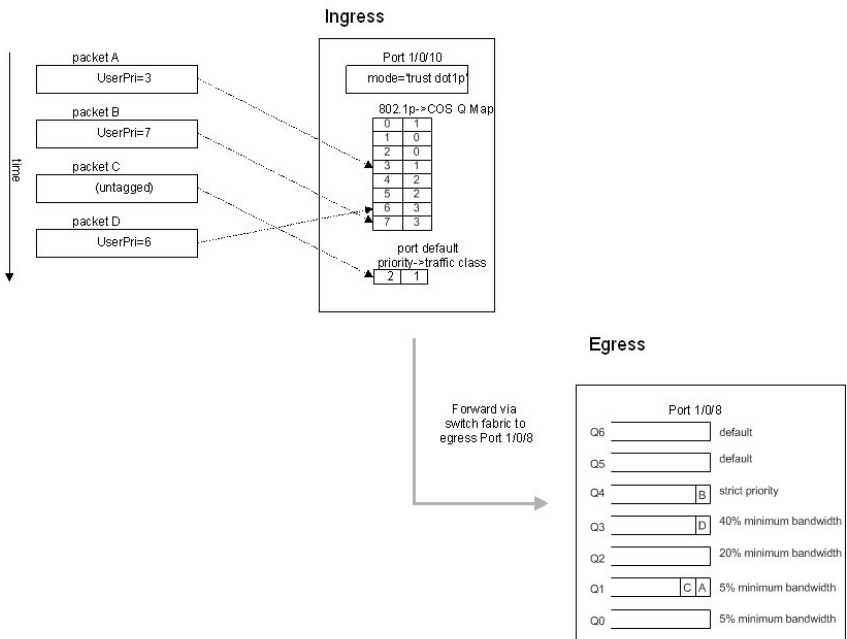 Ingress
packet A
UserPri=3
packet B
UserPri=7
packet C
(untagged)
packet D
UserPri=6
time
Port 1/0/10
mode='trust dot1p'
802.1p->COS Q Map
0 1
1 0
2 0
3 1
4 2
5 2
6 3
7 3
port default
priority->traffic class
2 1
Forward via
switch fabric to
egress Port 1/0/8
Egress
Port 1/0/8
Q6 default
Q5 default
Q4 B strict priority
Q3 D 40% minimum bandwidth
Q2 20% minimum bandwidth
Q1 C A 5% minimum bandwidth
Q0 5% minimum bandwidth